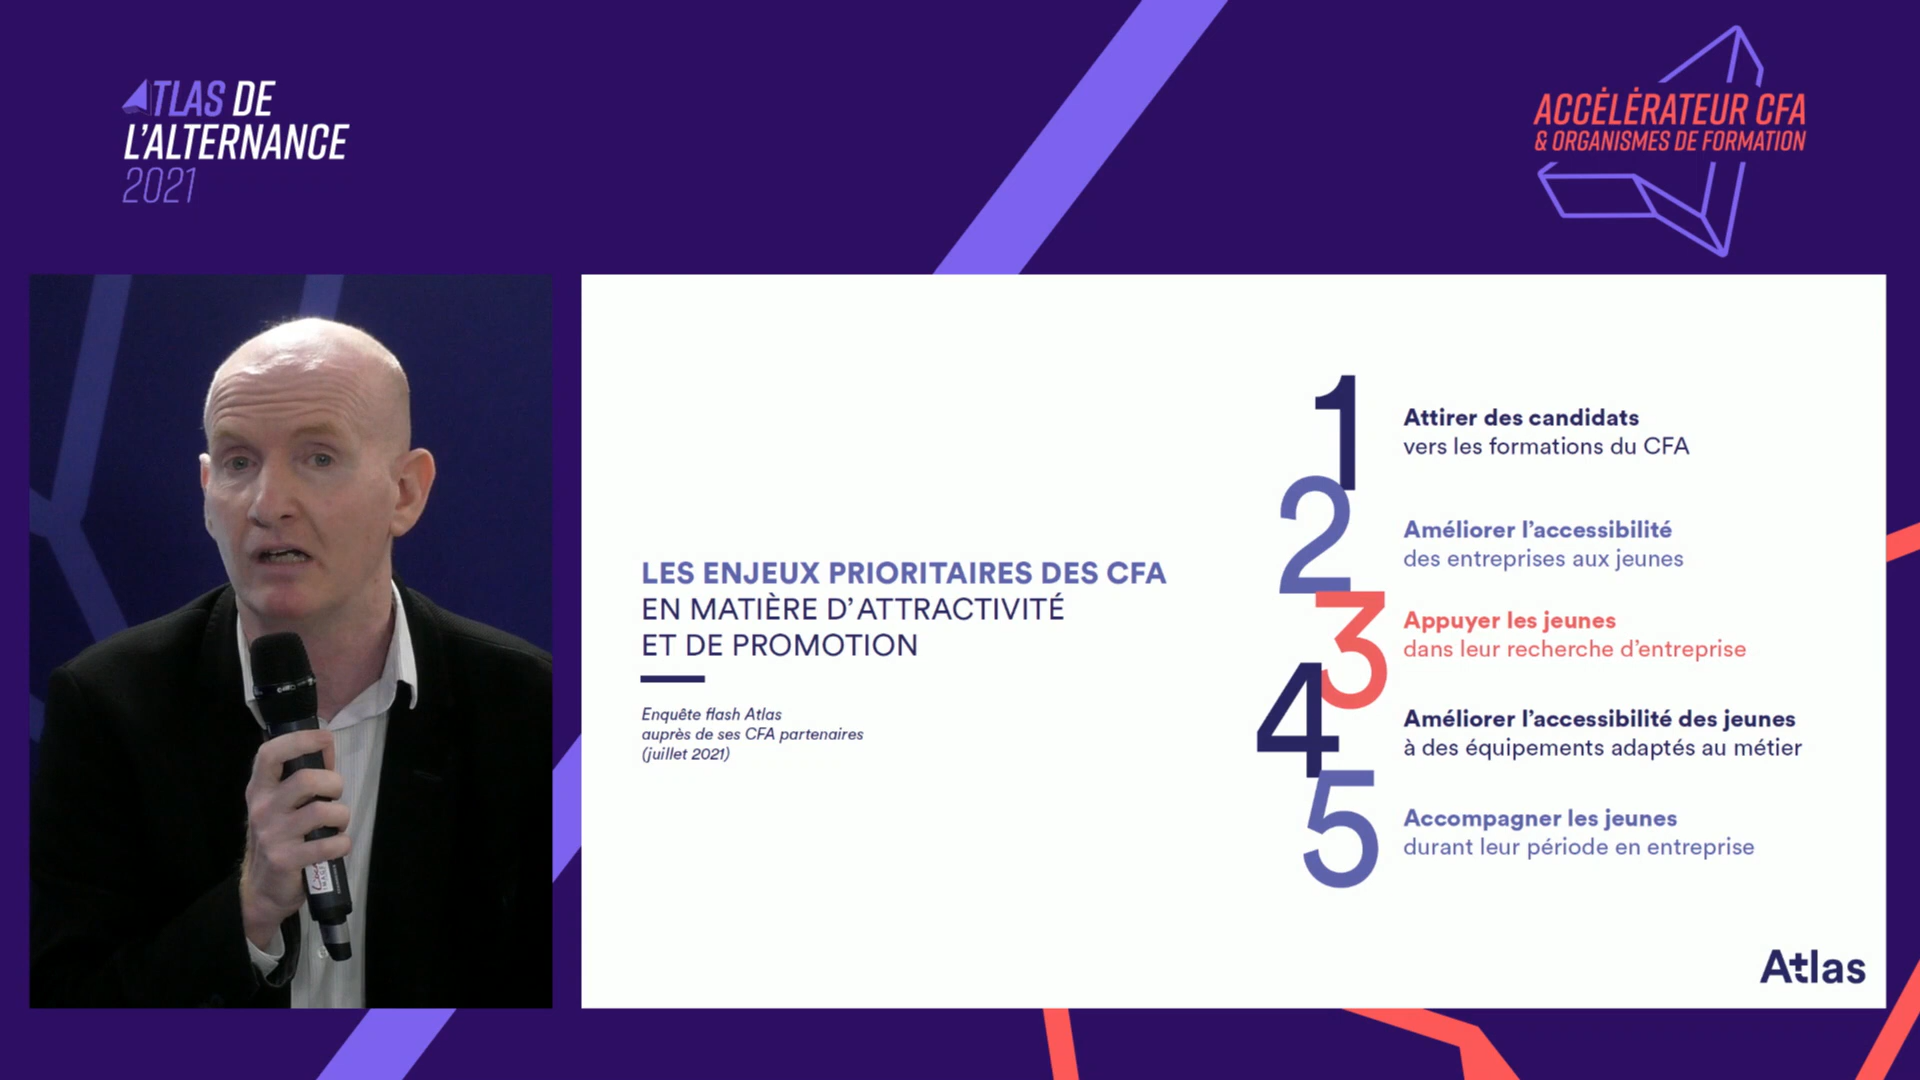 ATLAS DE
L'ALTERNANCE
2021
ACCÉLÉRATEUR CFA
& ORGANISMES DE FORMATION
LES ENJEUX PRIORITAIRES DES CFA
EN MATIÈRE D'ATTRACTIVITÉ
ET DE PROMOTION
Enquête flash Atlas
auprès de ses CFA partenaires
(juillet 2021)
1
Attirer des candidats
vers les formations du CFA
2
Améliorer l'accessibilité
des entreprises aux jeunes
3
Appuyer les jeunes
dans leur recherche d'entreprise
4
Améliorer l'accessibilité des jeunes
à des équipements adaptés au métier
5
Accompagner les jeunes
durant leur période en entreprise
Atlas